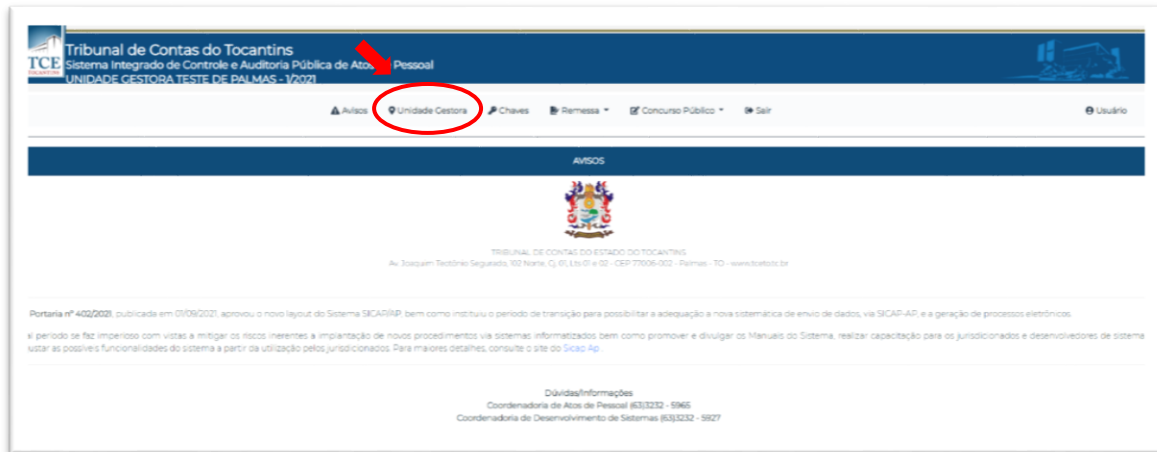 TCE
TOCANTINS
Tribunal de Contas do Tocantins
Sistema Integrado de Controle e Auditoria Pública de Atos Pessoal
UNIDADE GESTORA TESTE DE PALMAS - 1/2021
Avisos Unidade Gestora Chaves Remessa Concurso Público Sair Usuário
AVISOS
TRIBUNAL DE CONTAS DO ESTADO DO TOCANTINS
Av. Joaquim Teotônio Segurado, 102 Norte, Cj. 01, Lts 01 e 02 - CEP 77006-002 - Palmas - TO - www.tceto.tc.br
Portaria nº 402/2021, publicada em 01/09/2021, aprovou o novo layout do Sistema SICAP/AP, bem como instituiu o período de transição para possibilitar a adequação a nova sistemática de envio de dados, via SICAP-AP, e a geração de processos eletrônicos.
al período se faz imperioso com vistas a mitigar os riscos inerentes a implantação de novos procedimentos via sistemas informatizados bem como promover e divulgar os Manuais do Sistema, realizar capacitação para os jurisdicionados e desenvolvedores de sistema
ustar as possíveis funcionalidades do sistema a partir da utilização pelos jurisdicionados. Para maiores detalhes, consulte o site do Sicap Ap.
Dúvidas/Informações
Coordenadoria de Atos de Pessoal (63)3232 - 5965
Coordenadoria de Desenvolvimento de Sistemas (63)3232 - 5927